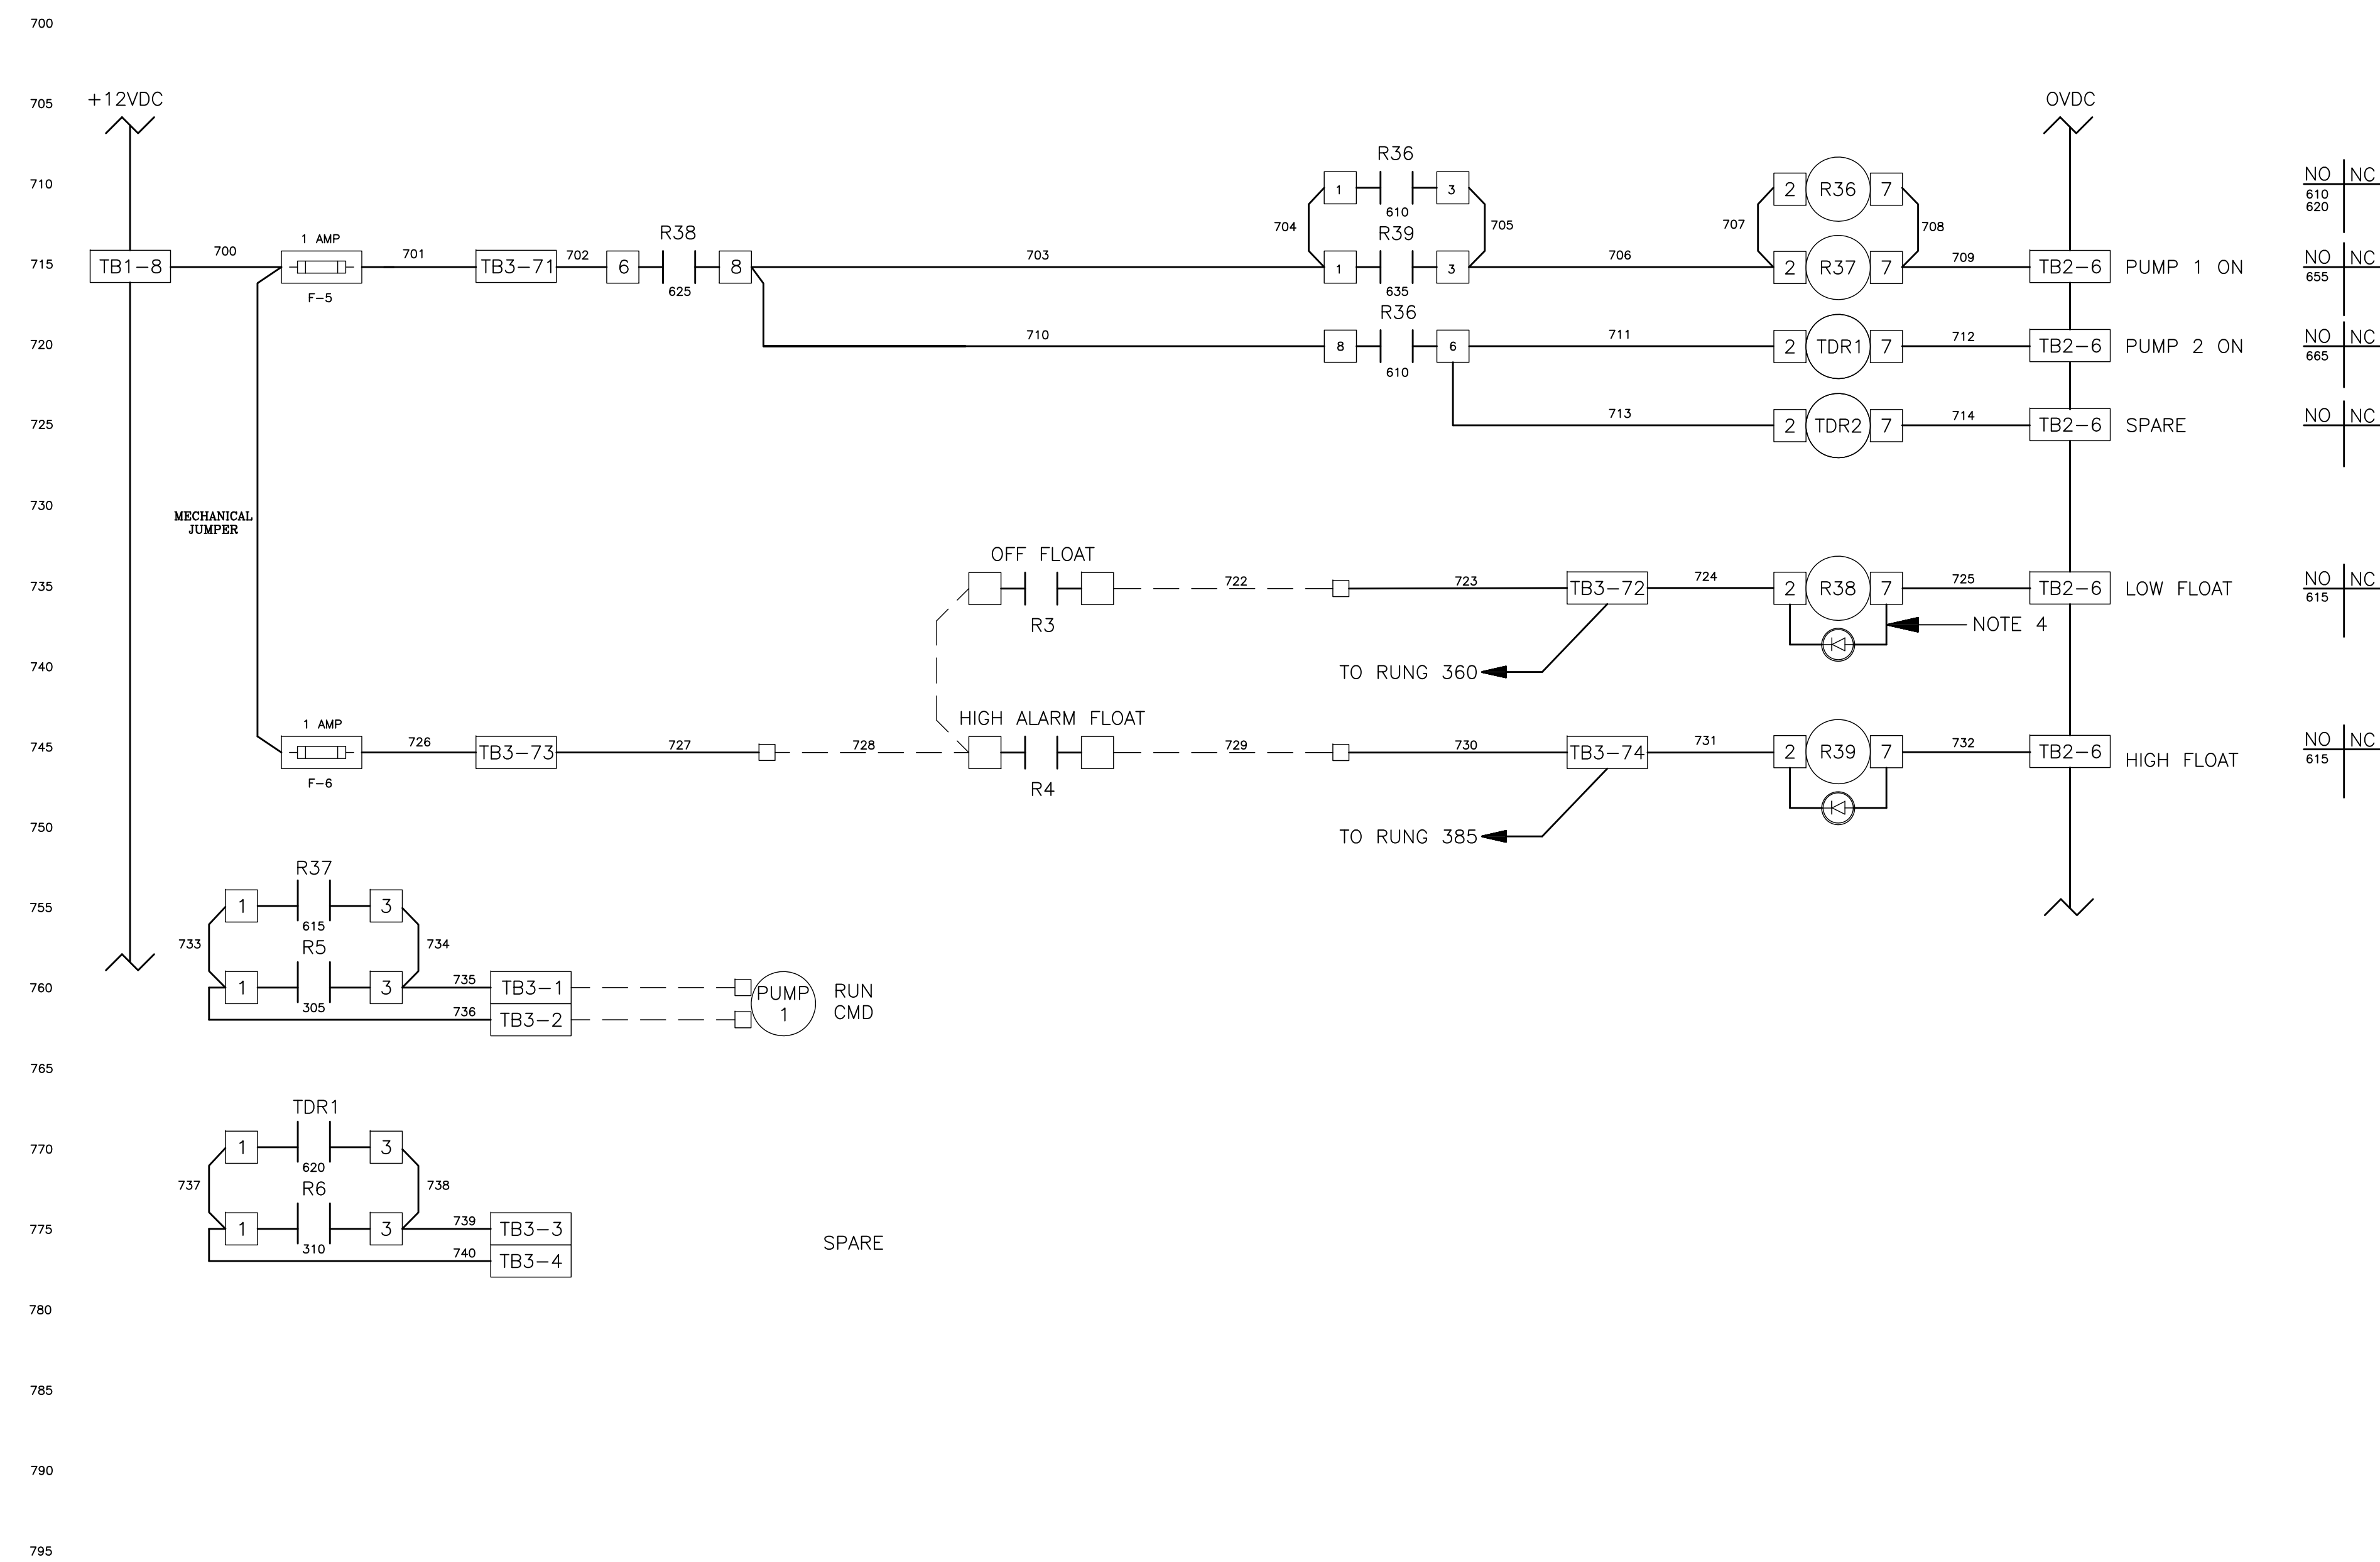 700
705 +12VDC OVDC
R36
710 1 3 2 R36 7 NO NC
610 610
620
704 R39 705 707 708
1 AMP R38
715 TB1-8 700 701 TB3-71 702 6 8 703 1 3 706 2 R37 7 709 TB2-6 PUMP 1 ON NO NC
F-5 625 635 655
R36
720 710 8 6 711 2 TDR1 7 712 TB2-6 PUMP 2 ON NO NC
610 665
725 713 2 TDR2 7 714 TB2-6 SPARE NO NC
730
MECHANICAL
JUMPER
OFF FLOAT
735 722 723 TB3-72 724 2 R38 7 725 TB2-6 LOW FLOAT NO NC
R3 615
NOTE 4
740 TO RUNG 360
1 AMP HIGH ALARM FLOAT
745 726 TB3-73 727 728 729 730 TB3-74 731 2 R39 7 732 TB2-6 HIGH FLOAT NO NC
F-6 R4 615
750 TO RUNG 385
R37
755 1 3
615
733 R5 734
760 1 3 735 TB3-1 PUMP RUN
305 736 TB3-2 1 CMD
765
TDR1
770 1 3
620
737 R6 738
775 1 3 739 TB3-3 SPARE
310 740 TB3-4
780
785
790
795